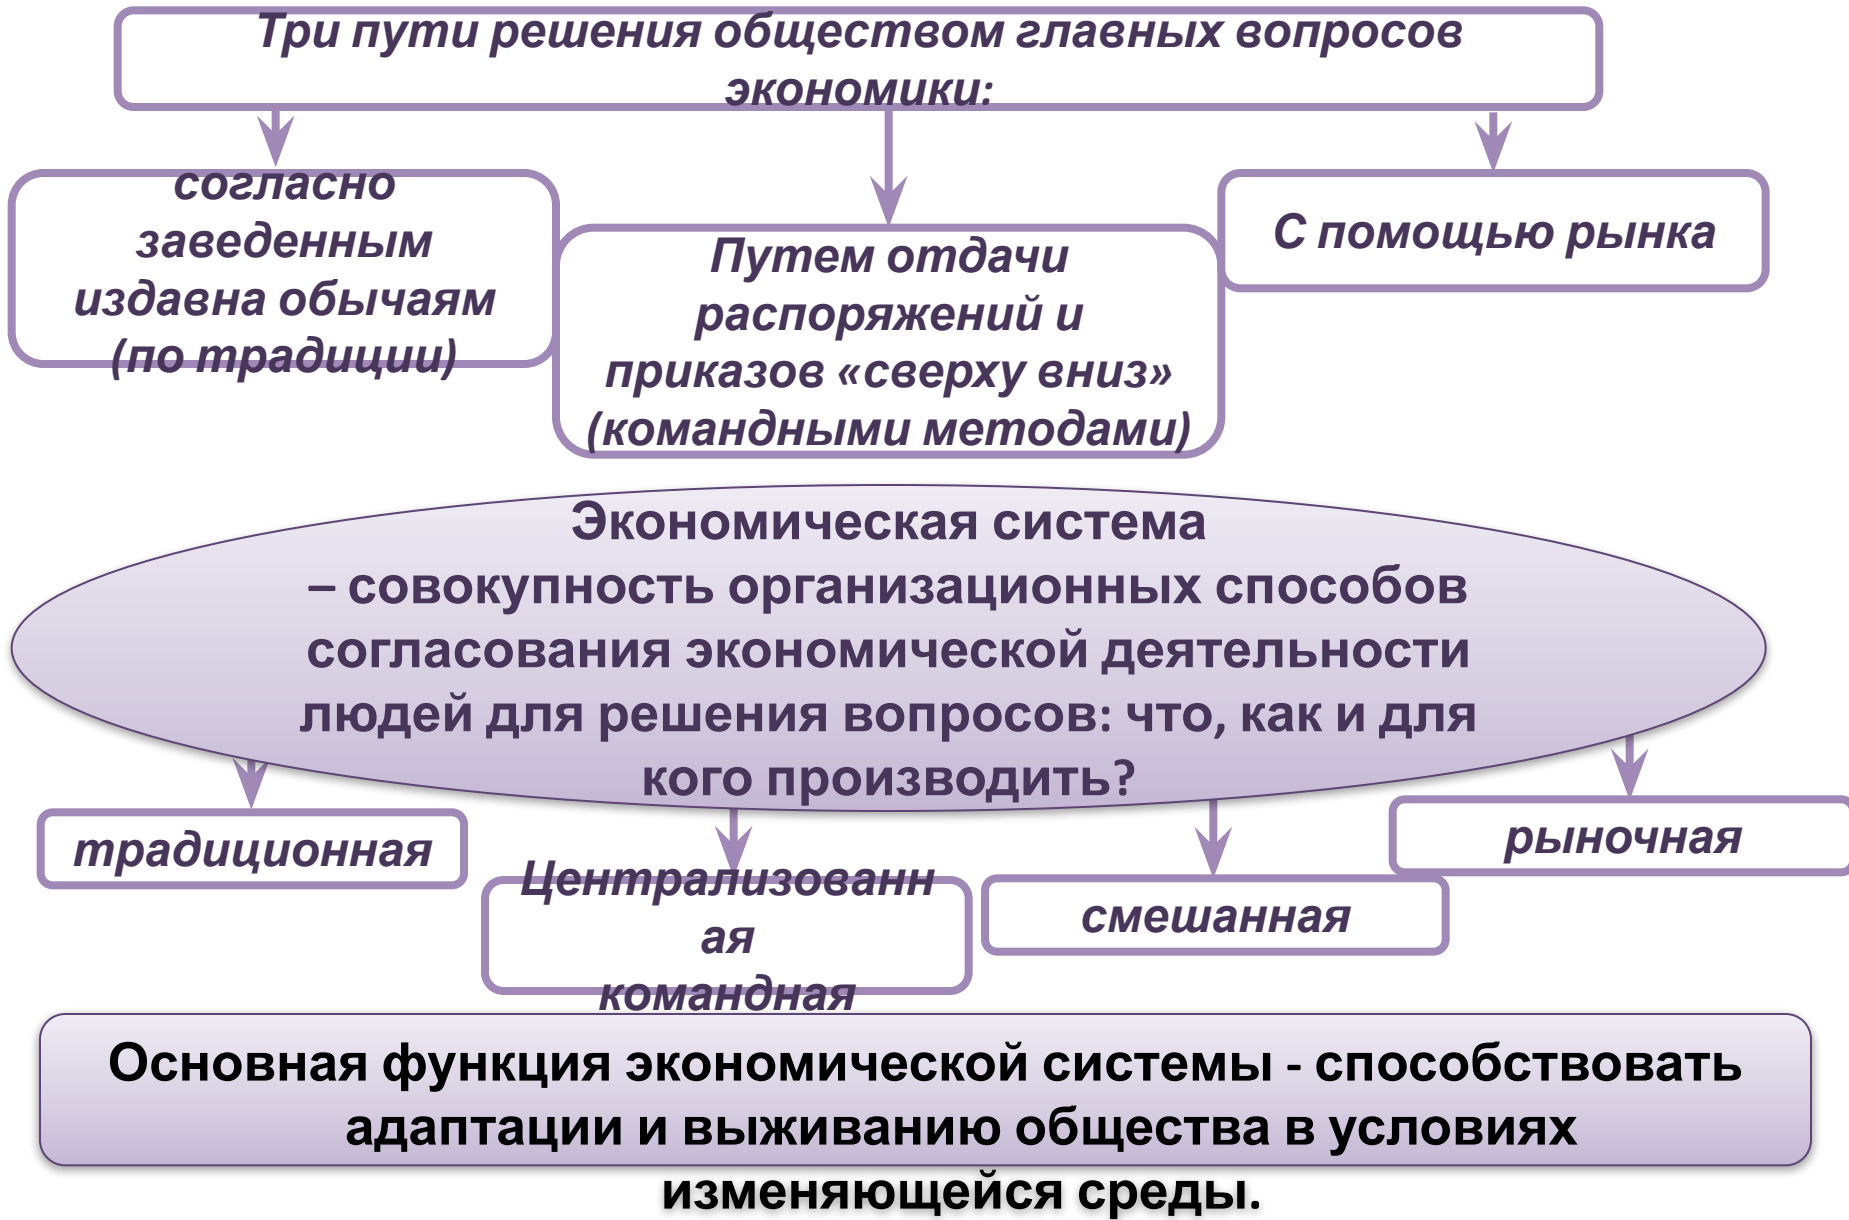 Три пути решения обществом главных вопросов
экономики:
согласно
заведенным
издавна обычаям
(по традиции)
Путем отдачи
распоряжений и
приказов «сверху вниз»
(командными методами)
С помощью рынка
Экономическая система
– совокупность организационных способов
согласования экономической деятельности
людей для решения вопросов: что, как и для
кого производить?
традиционная
Централизованн
ая
командная
смешанная
рыночная
Основная функция экономической системы - способствовать
адаптации и выживанию общества в условиях
изменяющейся среды.